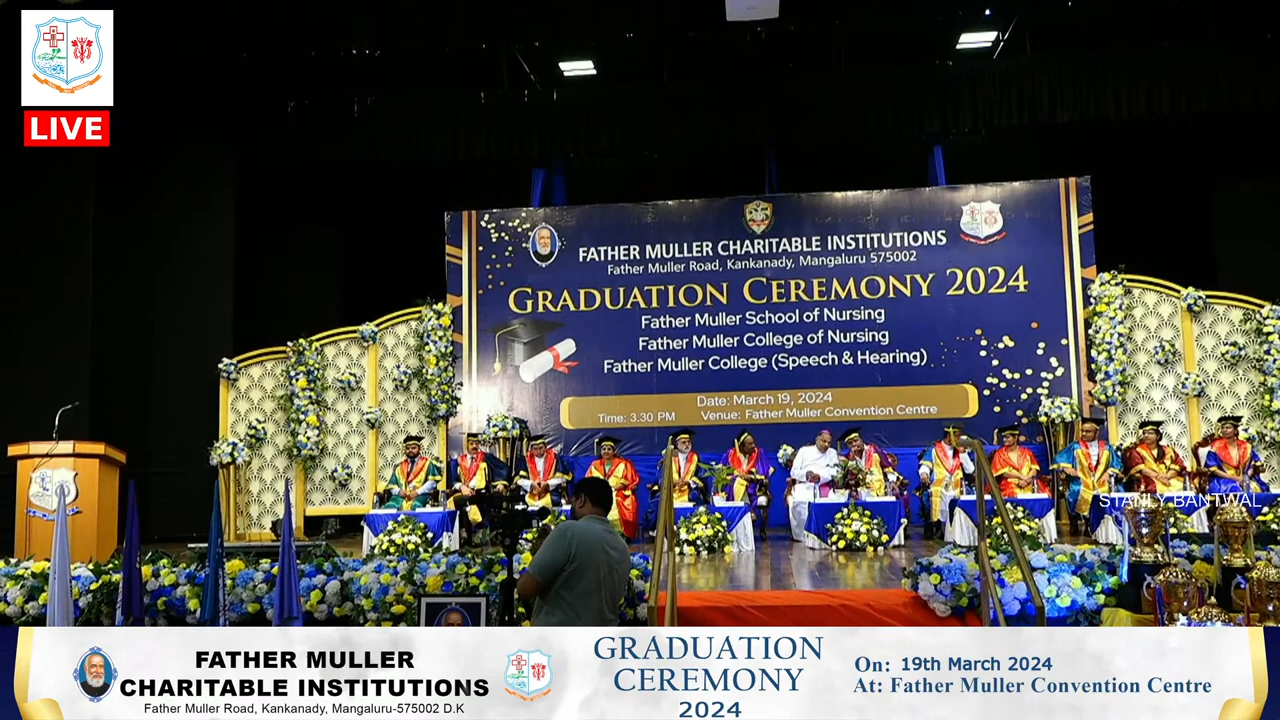 LIVE
FATHER MULLER CHARITABLE INSTITUTIONS
Father Muller Road, Kankanady, Mangaluru 575002
GRADUATION CEREMONY 2024
Father Muller School of Nursing
Father Muller College of Nursing
Father Muller College (Speech & Hearing)
Date: March 19, 2024
Time: 3.30 PM Venue: Father Muller Convention Centre
STANLY BANTWAL
FATHER MULLER
CHARITABLE INSTITUTIONS
Father Muller Road, Kankanady, Mangaluru-575002 D.K
GRADUATION
CEREMONY
2024
On: 19th March 2024
At: Father Muller Convention Centre